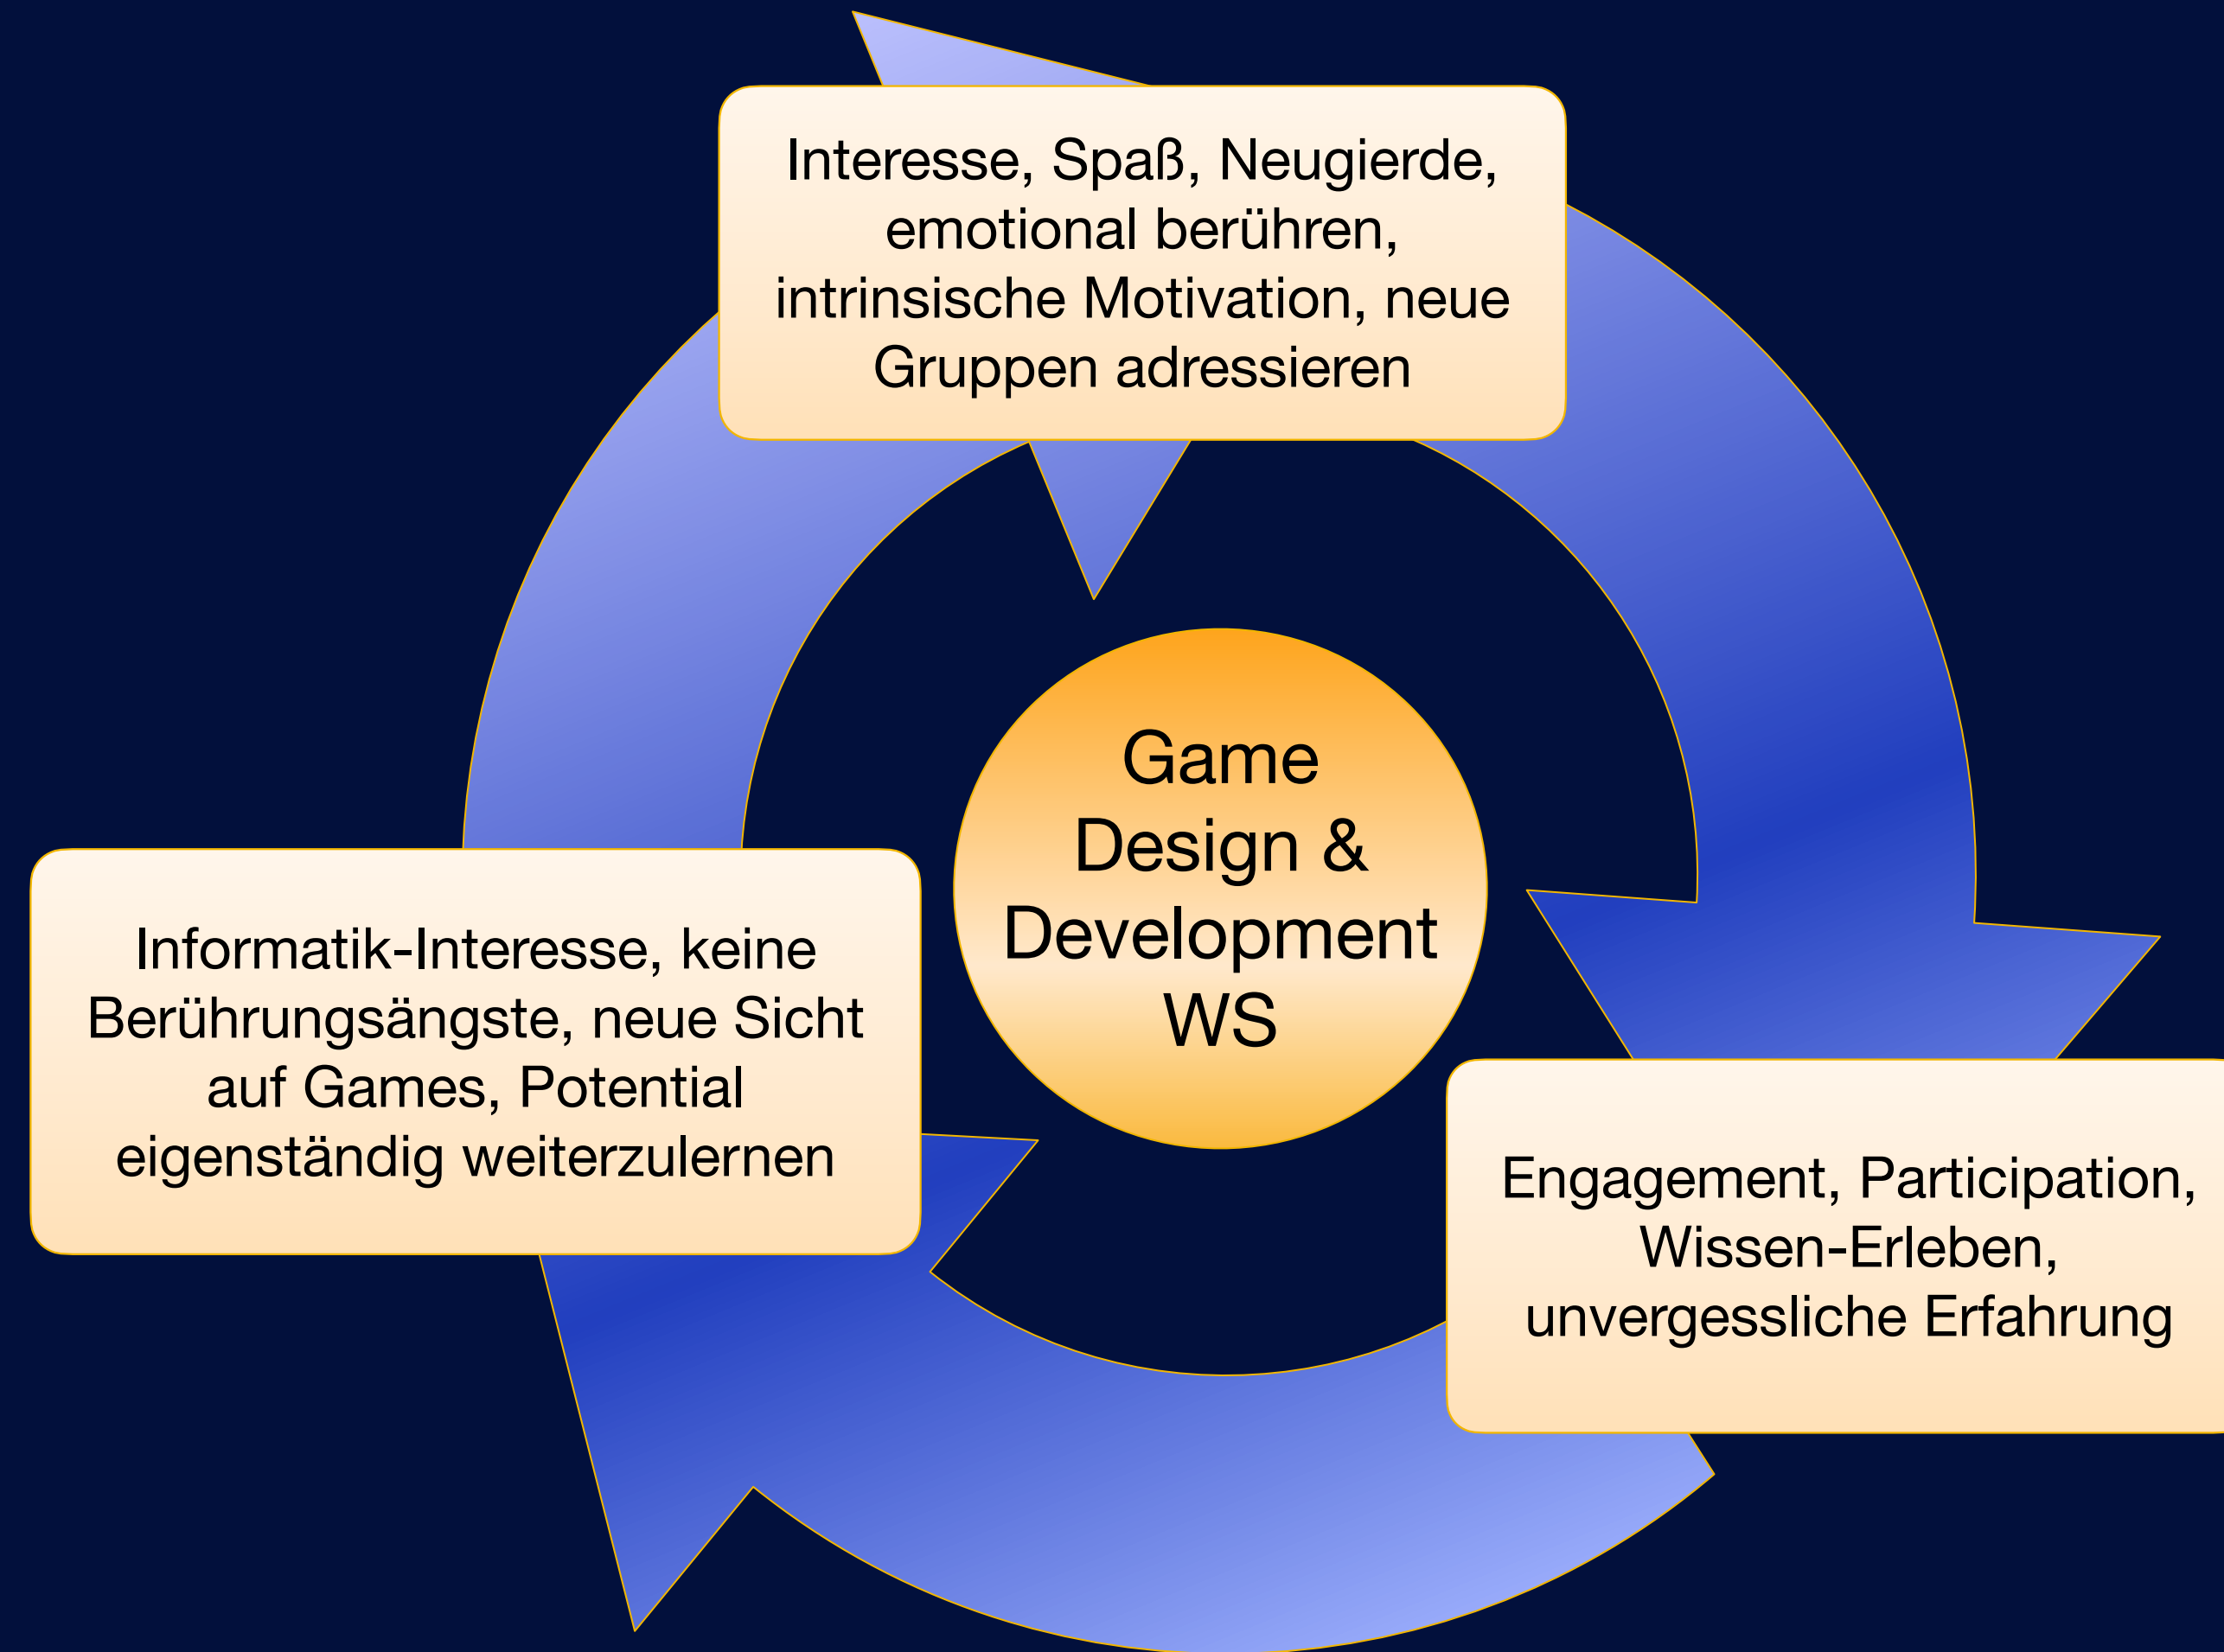 Interesse, Spaß, Neugierde,
emotional berühren,
intrinsische Motivation, neue
Gruppen adressieren
Game
Design &
Development
WS
Informatik-Interesse, keine
Berührungsängste, neue Sicht
auf Games, Potential
eigenständig weiterzulernen
Engagement, Participation,
Wissen-Erleben,
unvergessliche Erfahrung